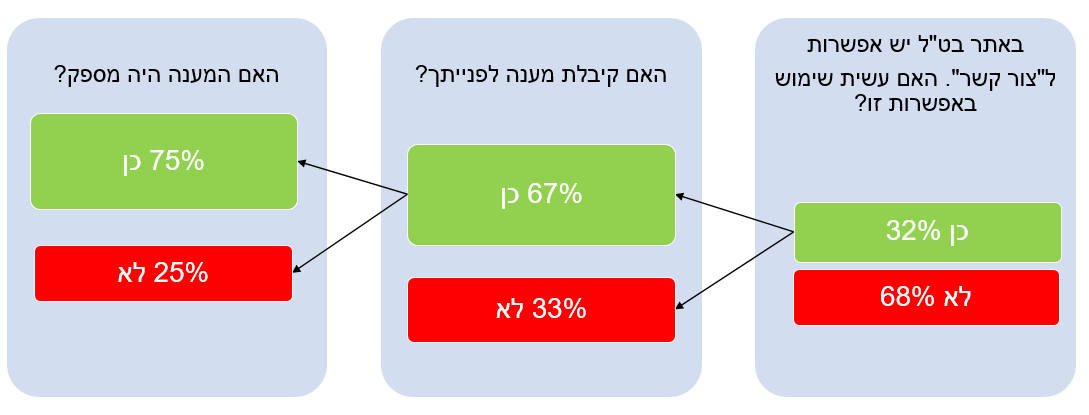 באתר בט"ל יש אפשרות
ל"צור קשר". האם עשית שימוש
באפשרות זו?
כן 32%
לא 68%
האם קיבלת מענה לפנייתך?
67% כן
33% לא
האם המענה היה מספק?
75% כן
25% לא